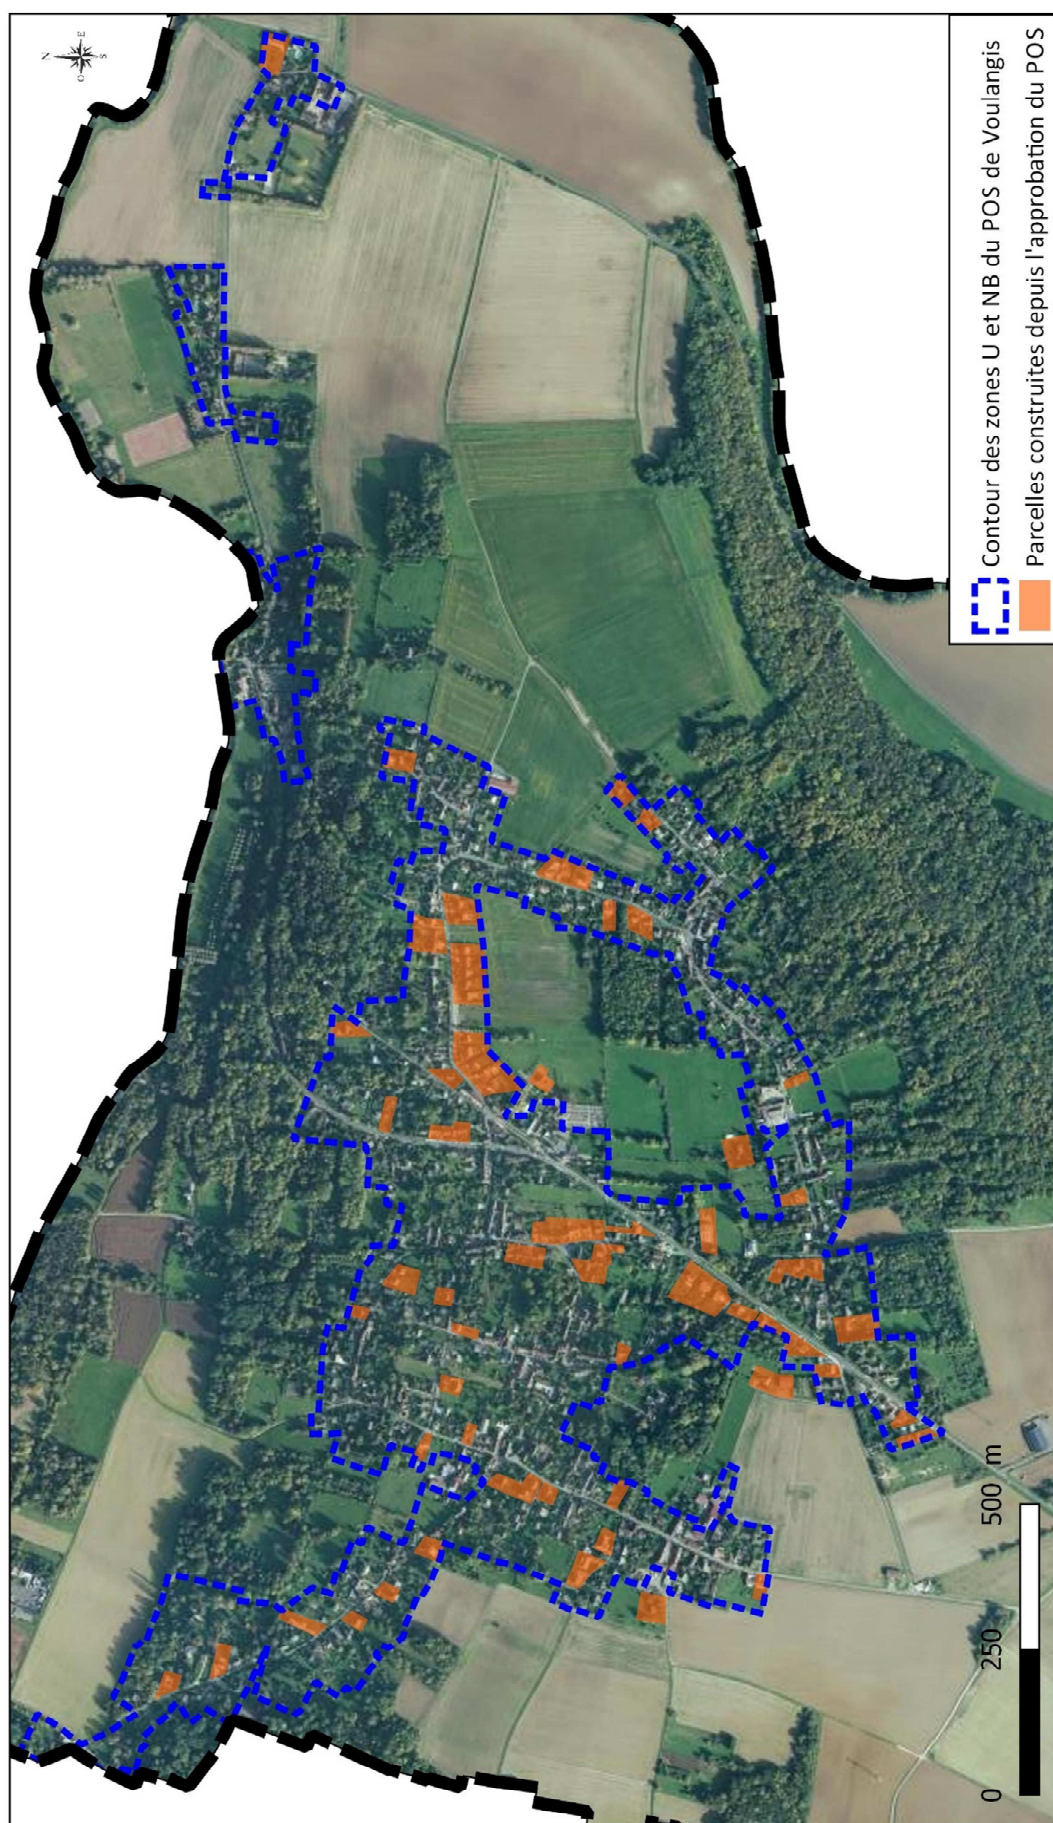 N
E
S
O
Contour des zones U et NB du POS de Voulangis
Parcelles construites depuis l'approbation du POS
0 250 500 m